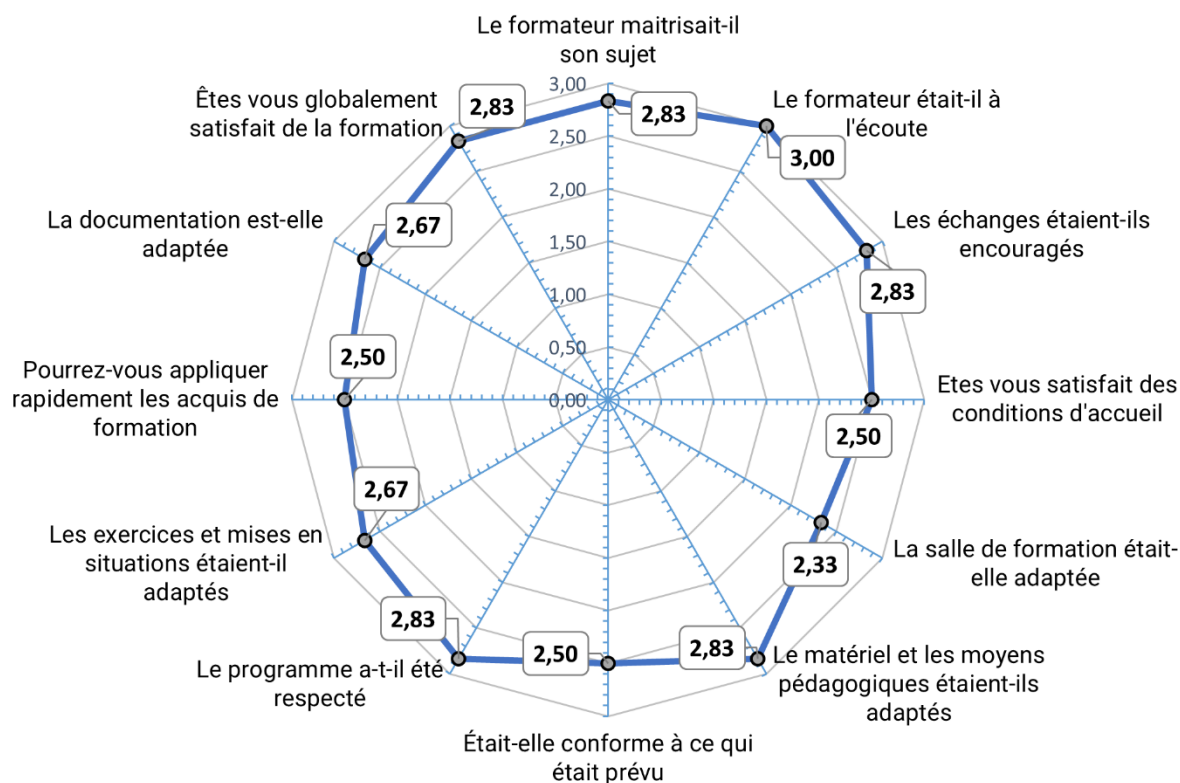 Le formateur maitrisait-il
son sujet
3,00
Êtes vous globalement
satisfait de la formation
2,83
2,83
Le formateur était-il à
l'écoute
3,00
2,50
2,00
1,50
1,00
0,50
0,00
La documentation est-elle
adaptée
2,67
Les échanges étaient-ils
encouragés
2,83
Pourrez-vous appliquer
rapidement les acquis de
formation
2,50
Etes vous satisfait des
conditions d'accueil
2,50
Les exercices et mises en
situations étaient-il
adaptés
2,67
La salle de formation était-
elle adaptée
2,33
Le programme a-t-il été
respecté
2,83
2,50
Était-elle conforme à ce qui
était prévu
2,83
Le matériel et les moyens
pédagogiques étaient-ils
adaptés